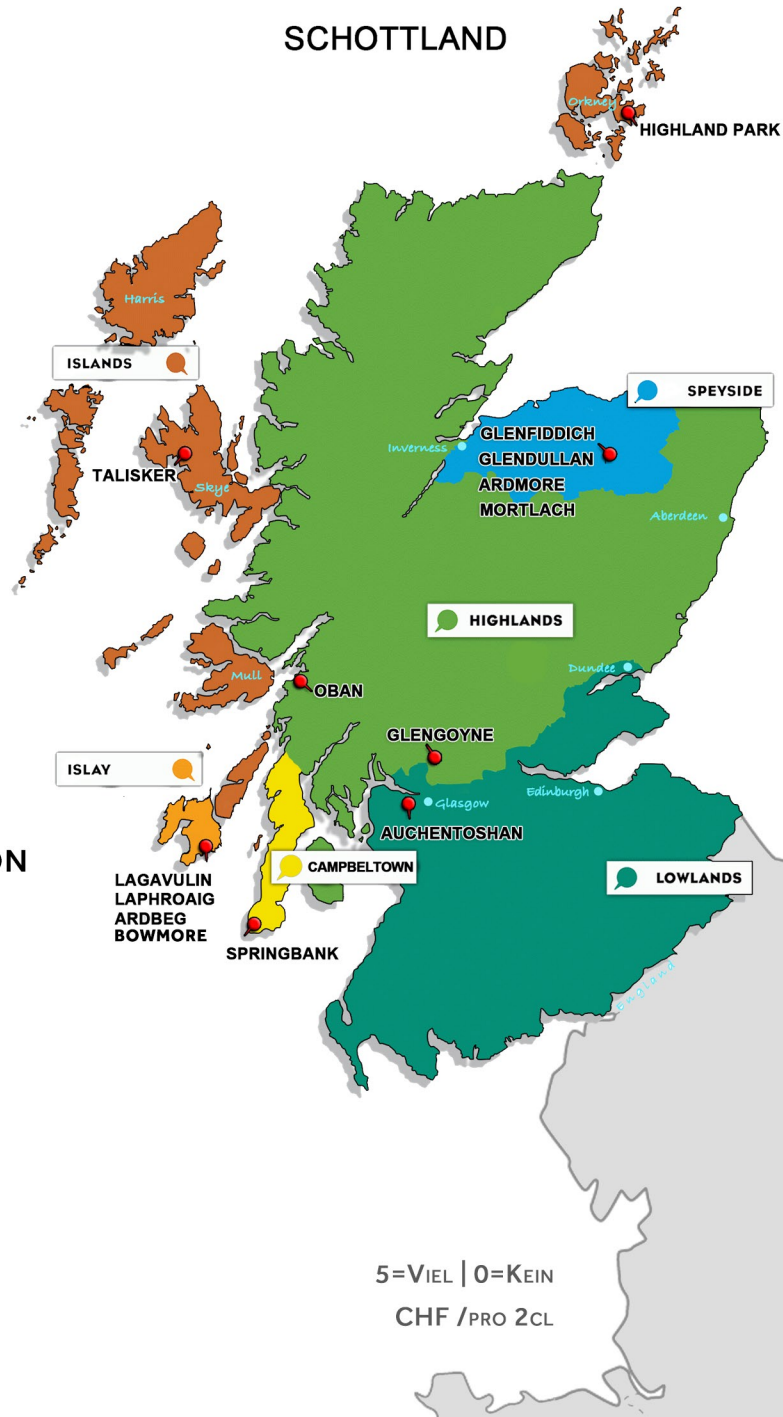 SCHOTTLAND
Orkney
HIGHLAND PARK
Harris
ISLANDS
SPEYSIDE
GLENFIDDICH
Inverness
GLENDULLAN
TALISKER
ARDMORE
Skye
MORTLACH
Aberdeen
HIGHLANDS
Dundee
Mull
OBAN
GLENGOYNE
ISLAY
Edinburgh
Glasgow
AUCHENTOSHAN
ON
CAMPBELTOWN
LAGAVULIN
LAPHROAIG
ARDBEG
BOWMORE
LOWLANDS
SPRINGBANK
England
5=VIEL | 0=KEIN
CHF /PRO 2CL